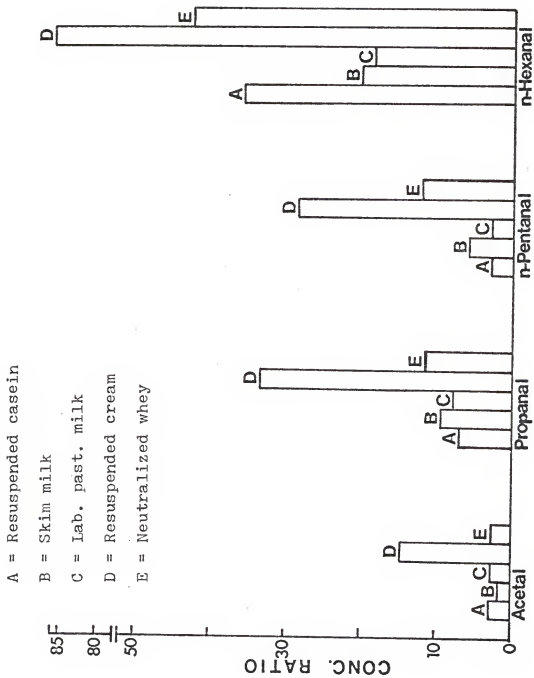 A = Resuspended casein
B = Skim milk
C = Lab. past. milk
D = Resuspended cream
E = Neutralized whey
CONC. RATIO
85
80
50
30
10
0
A
B
C
D
E
Acetal
A
B
C
D
E
Propanal
A
B
C
D
E
n-Pentanal
A
B
C
D
E
n-Hexanal